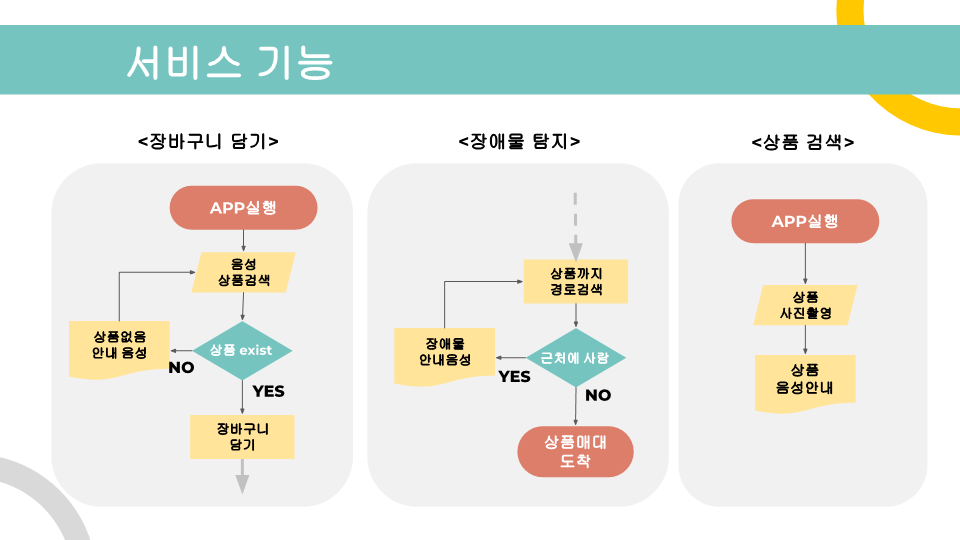 서비스 기능
<장바구니 담기>
APP실행
음성
상품검색
상품없음
안내 음성
상품 exist
NO
YES
장바구니
담기
<장애물 탐지>
상품까지
경로검색
장애물
안내음성
근처에 사람
YES
NO
상품매대
도착
<상품 검색>
APP실행
상품
사진촬영
상품
음성안내